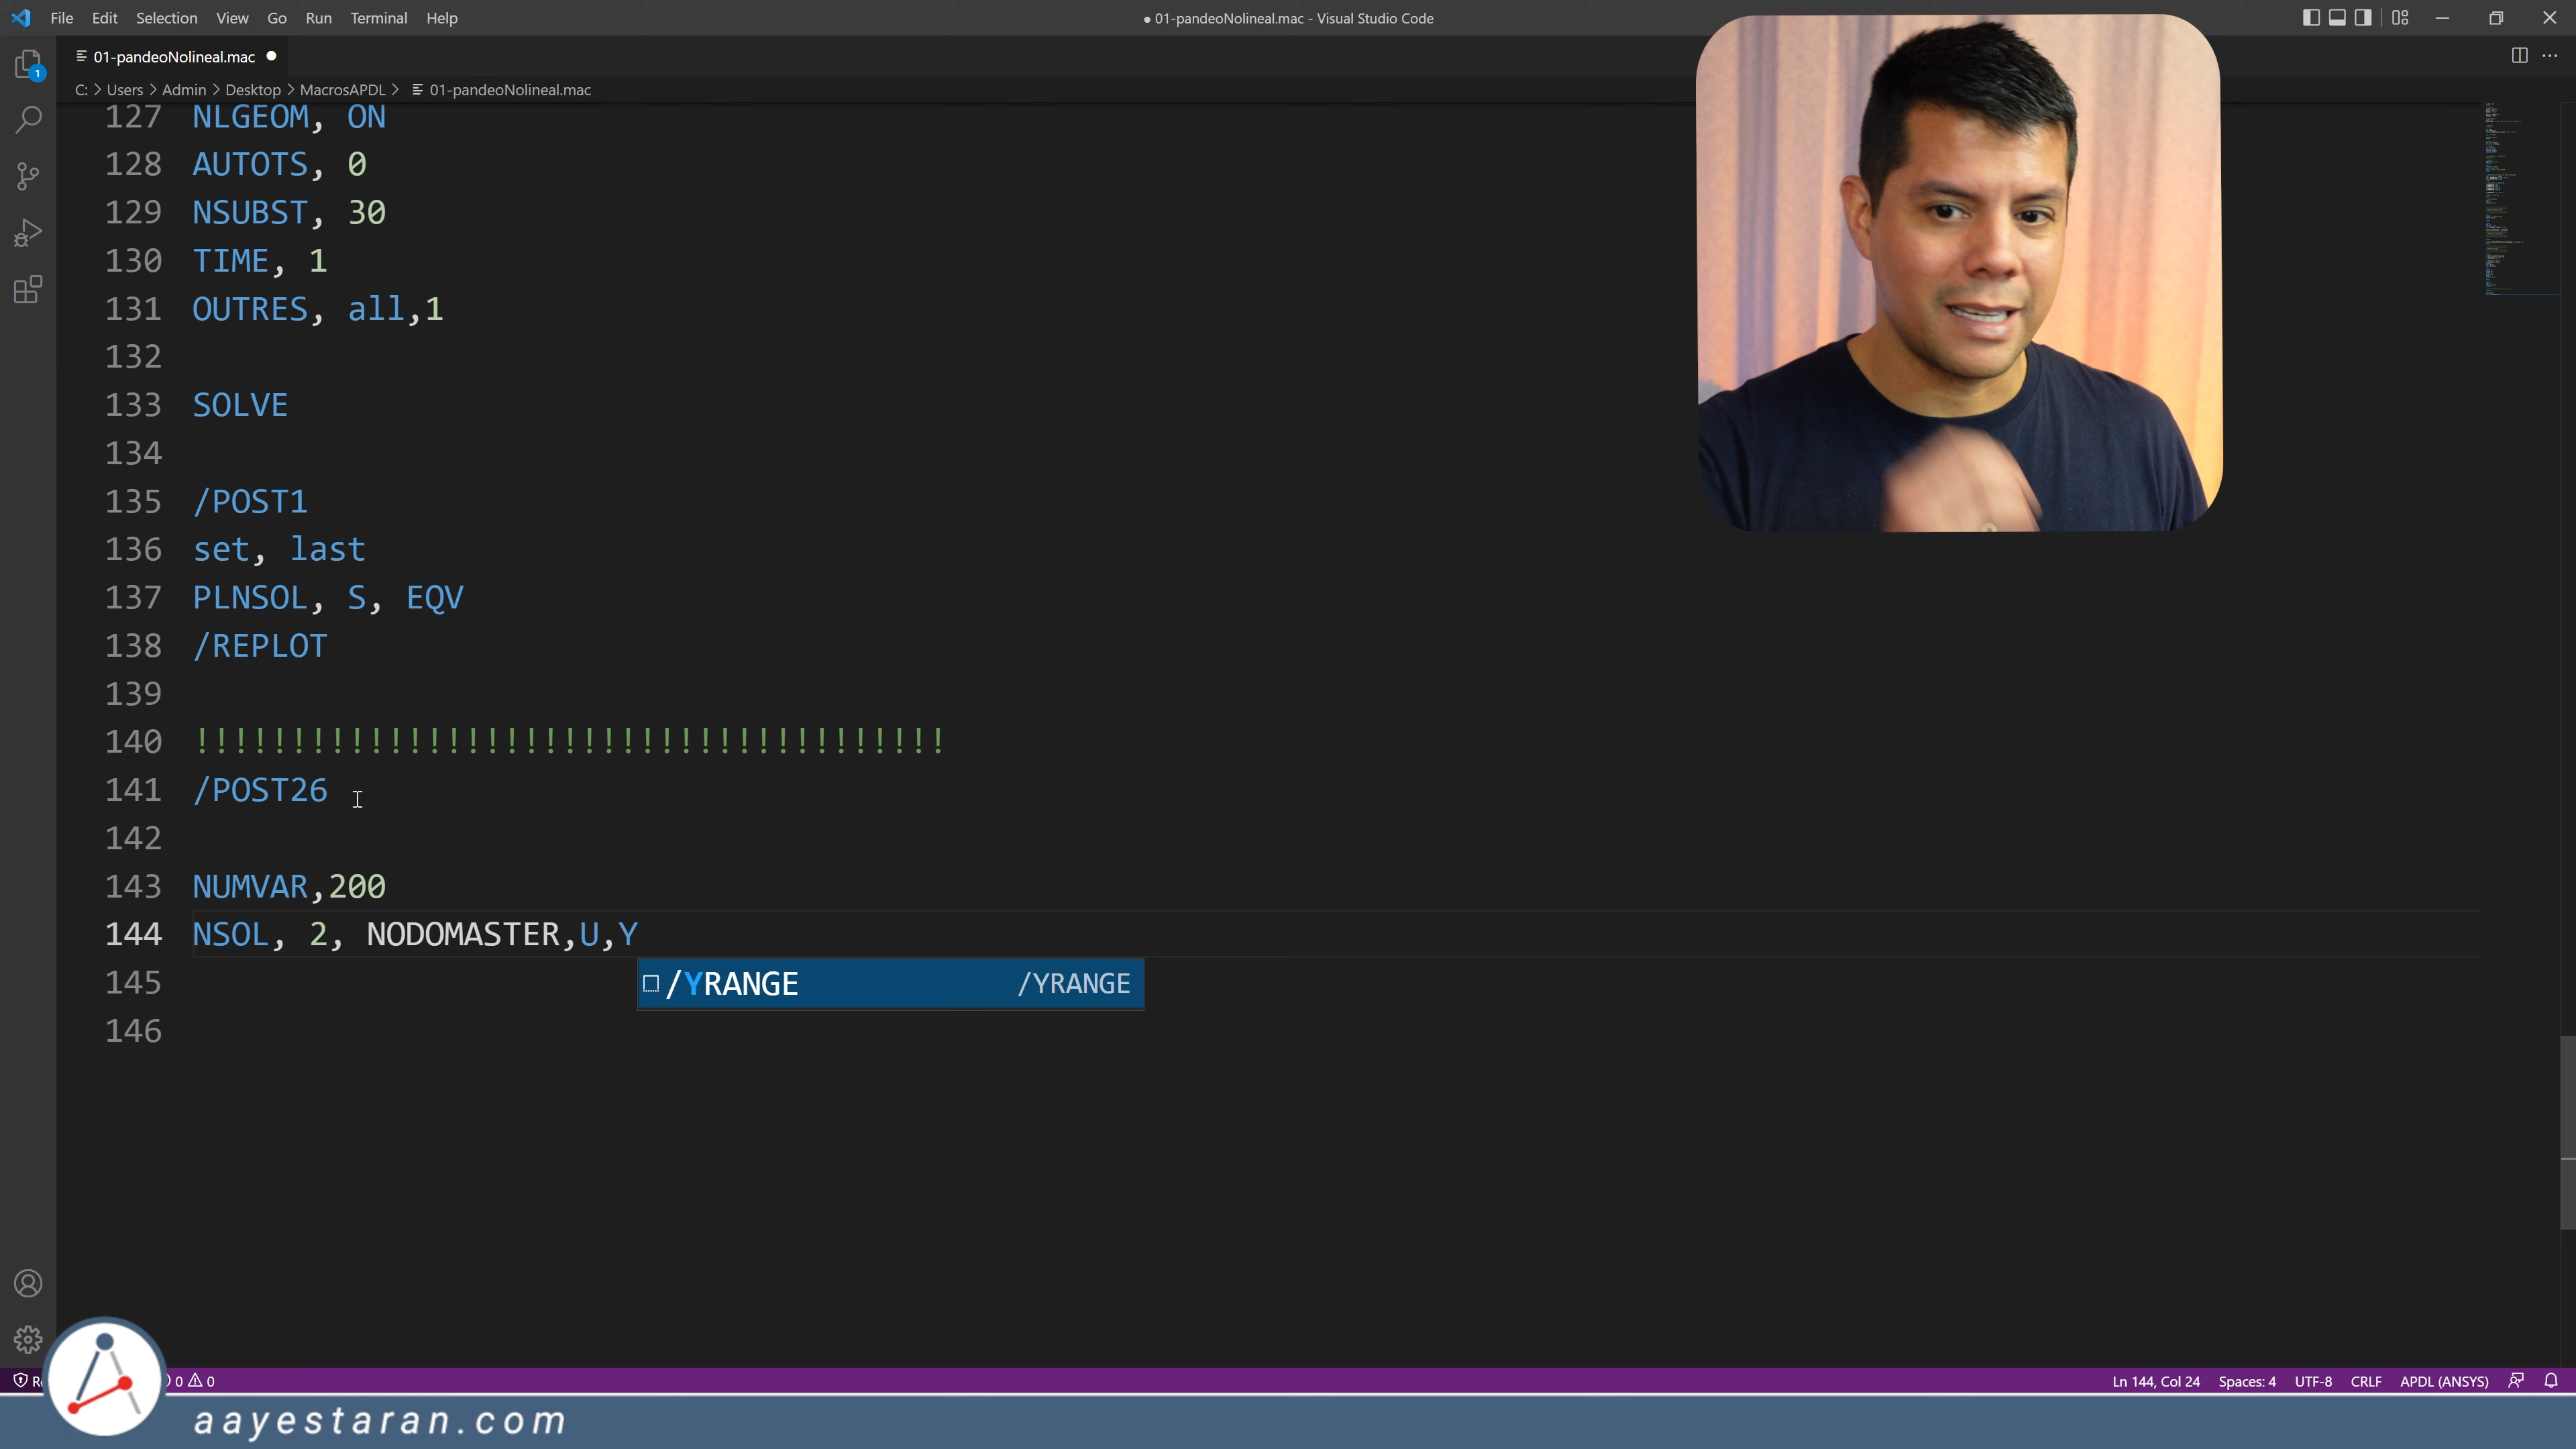 File Edit Selection View Go Run Terminal Help
● 01-pandeoNolineal.mac - Visual Studio Code
01-pandeoNolineal.mac ●
C: > Users > Admin > Desktop > MacrosAPDL > 01-pandeoNolineal.mac
1
127 NLGEOM, ON
128 AUTOTS, 0
129 NSUBST, 30
130 TIME, 1
131 OUTRES, all,1
132
133 SOLVE
134
135 /POST1
136 set, last
137 PLNSOL, S, EQV
138 /REPLOT
139
140 !!!!!!!!!!!!!!!!!!!!!!!!!!!!!!!!!!!!!!!
141 /POST26
142
143 NUMVAR,200
144 NSOL, 2, NODOMASTER,U,Y
145 /YRANGE /YRANGE
146
0 0
Ln 144, Col 24 Spaces: 4 UTF-8 CRLF APDL (ANSYS)
aayestaran.com